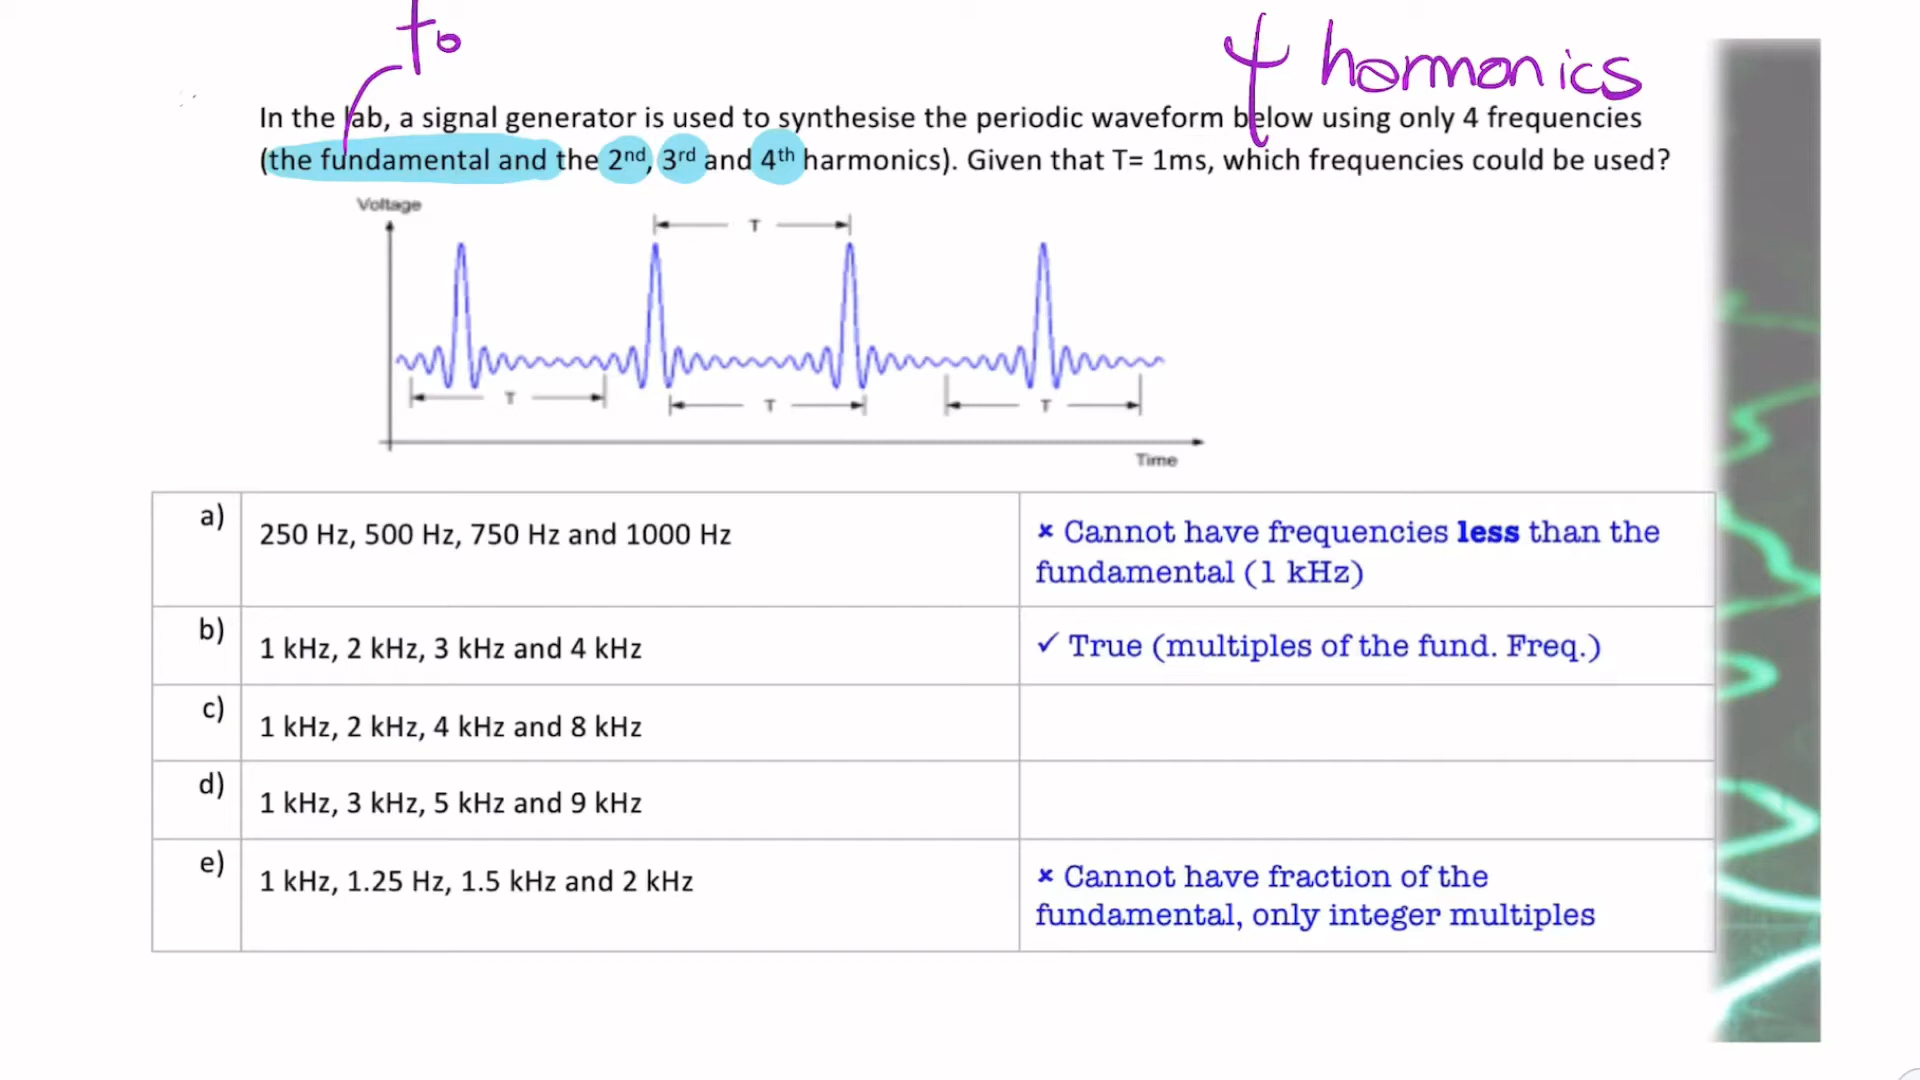 fo
4 harmonics
In the lab, a signal generator is used to synthesise the periodic waveform below using only 4 frequencies
(the fundamental and the 2nd, 3rd and 4th harmonics). Given that T= 1ms, which frequencies could be used?
Voltage
T
T
T
T
Time
a) 250 Hz, 500 Hz, 750 Hz and 1000 Hz
× Cannot have frequencies less than the
fundamental (1 kHz)
b) 1 kHz, 2 kHz, 3 kHz and 4 kHz
✓ True (multiples of the fund. Freq.)
c) 1 kHz, 2 kHz, 4 kHz and 8 kHz
d) 1 kHz, 3 kHz, 5 kHz and 9 kHz
e) 1 kHz, 1.25 Hz, 1.5 kHz and 2 kHz
× Cannot have fraction of the
fundamental, only integer multiples